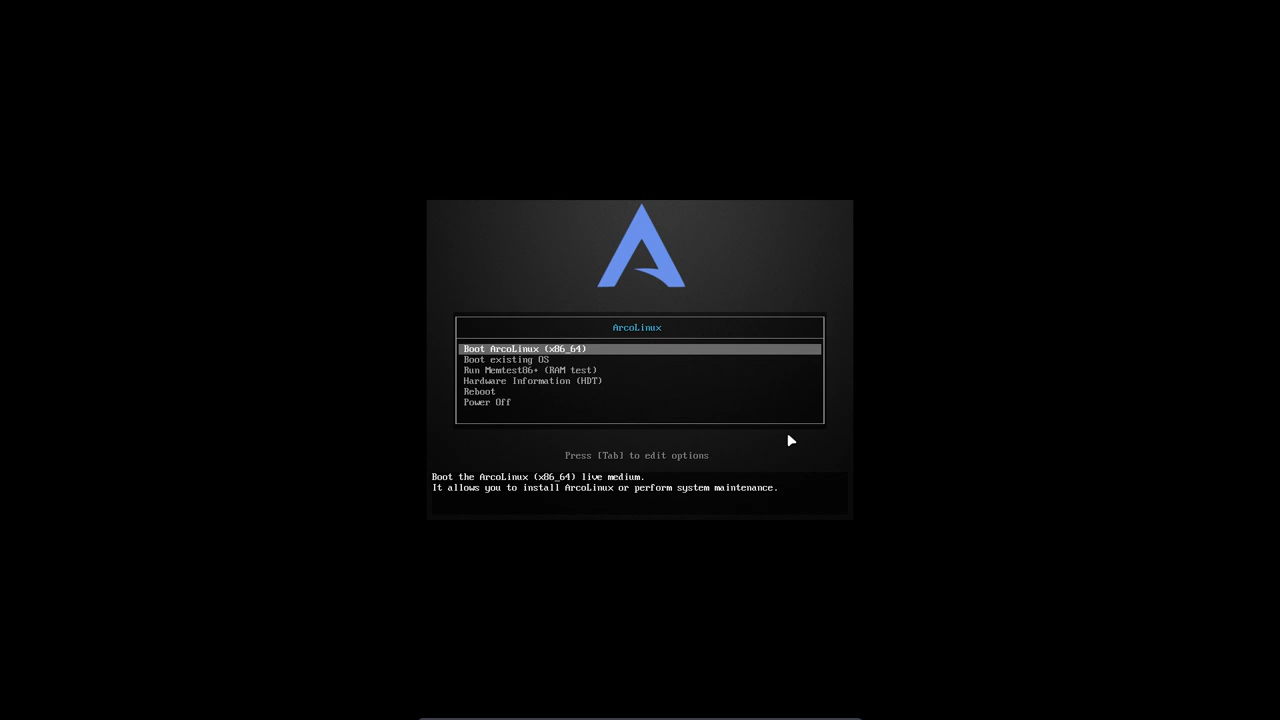 ArcoLinux
Boot ArcoLinux (x86_64)
Boot existing OS
Run Memtest86+ (RAM test)
Hardware Information (HDT)
Reboot
Power Off
Press [Tab] to edit options
Boot the ArcoLinux (x86_64) live medium.
It allows you to install ArcoLinux or perform system maintenance.